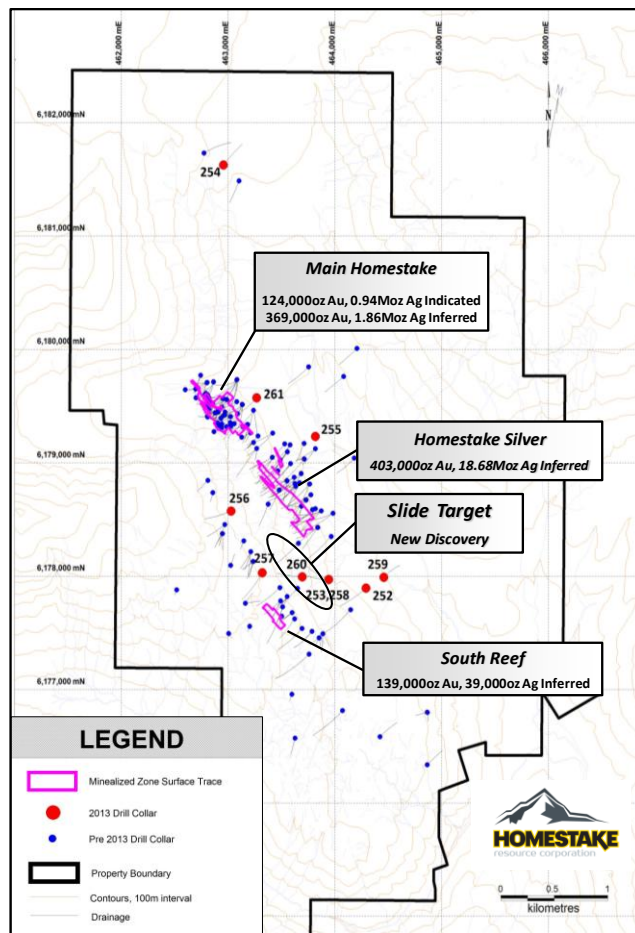 462,000 mE
463,000 mE
464,000 mE
465,000 mE
466,000 mE
6,182,000 mN
N
M
254
6,181,000 mN
Main Homestake
124,000oz Au, 0.94Moz Ag Indicated
369,000oz Au, 1.86Moz Ag Inferred
6,180,000 mN
261
255
6,179,000 mN
Homestake Silver
403,000oz Au, 18.68Moz Ag Inferred
256
Slide Target
New Discovery
257
260
259
6,178,000 mN
253,258
252
South Reef
139,000oz Au, 39,000oz Ag Inferred
6,177,000 mN
LEGEND
Minealized Zone Surface Trace
2013 Drill Collar
Pre 2013 Drill Collar
Property Boundary
Contours, 100m interval
Drainage
HOMESTAKE
resource corporation
0 0.5 1
kilometres